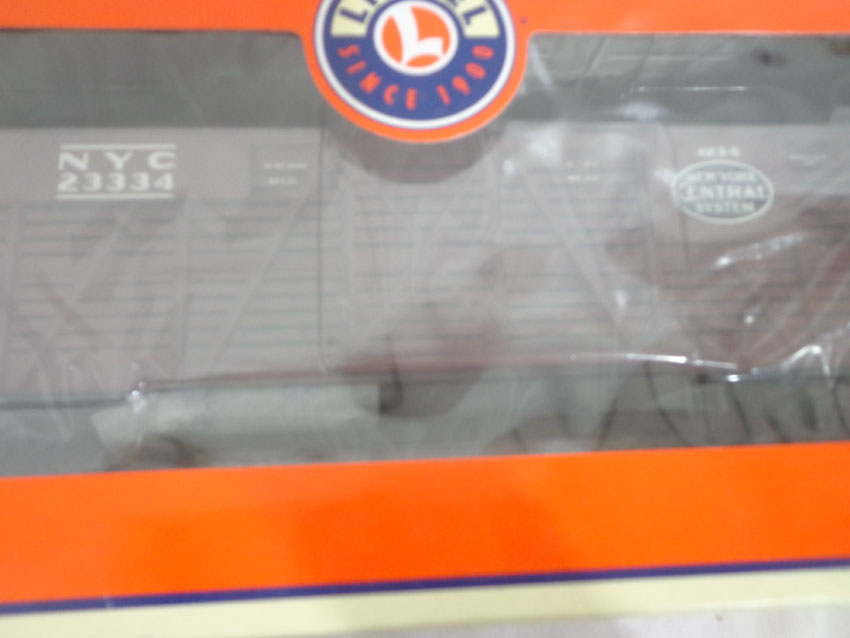 LIONEL
L
SINCE 1900
NYC
23334
NEW YORK
CENTRAL
SYSTEM